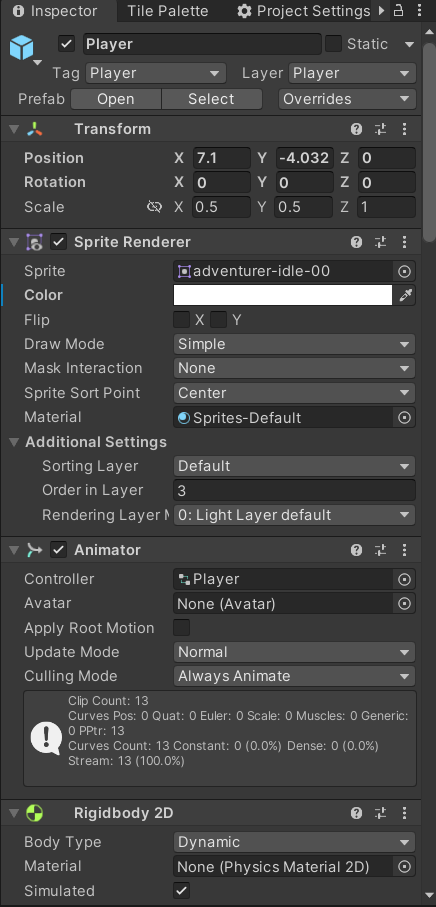 Inspector Tile Palette Project Settings
Player Static
Tag Player Layer Player
Prefab Open Select Overrides
Transform
Position X 7.1 Y -4.032 Z 0
Rotation X 0 Y 0 Z 0
Scale X 0.5 Y 0.5 Z 1
Sprite Renderer
Sprite adventurer-idle-00
Color
Flip X Y
Draw Mode Simple
Mask Interaction None
Sprite Sort Point Center
Material Sprites-Default
Additional Settings
Sorting Layer Default
Order in Layer 3
Rendering Layer M 0: Light Layer default
Animator
Controller Player
Avatar None (Avatar)
Apply Root Motion
Update Mode Normal
Culling Mode Always Animate
Clip Count: 13
Curves Pos: 0 Quat: 0 Euler: 0 Scale: 0 Muscles: 0 Generic:
0 PPtr: 13
Curves Count: 13 Constant: 0 (0.0%) Dense: 0 (0.0%)
Stream: 13 (100.0%)
Rigidbody 2D
Body Type Dynamic
Material None (Physics Material 2D)
Simulated